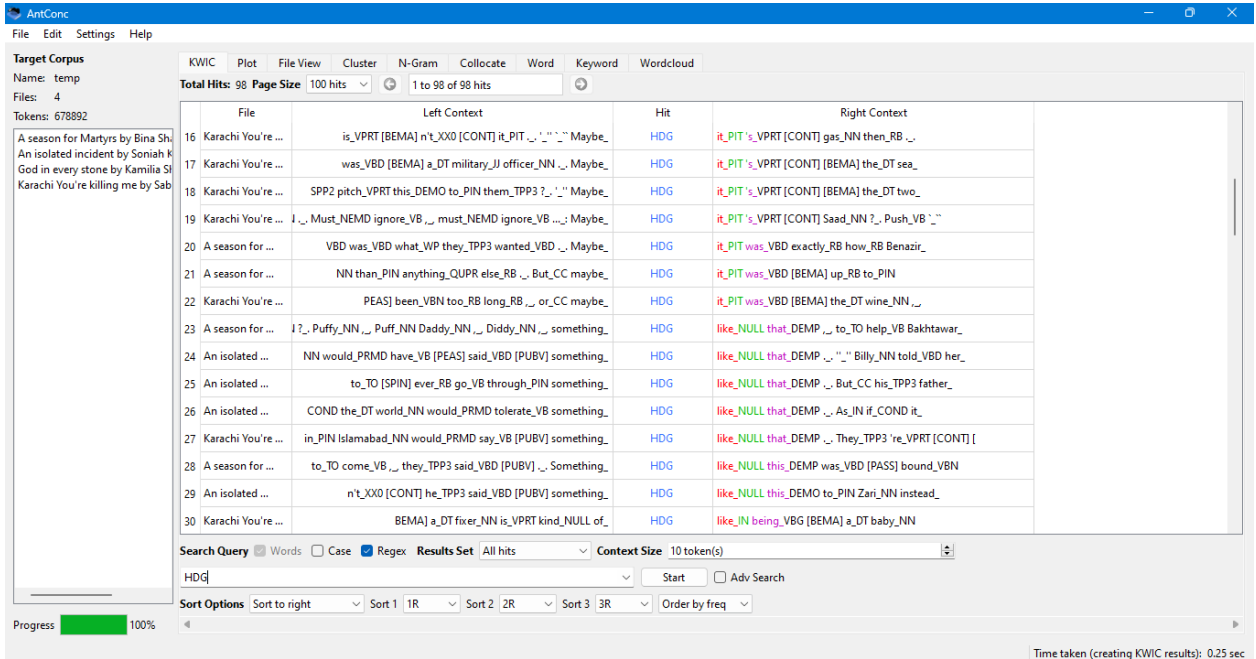 AntConc
File Edit Settings Help
Target Corpus
Name: temp
Files: 4
Tokens: 678892
A season for Martyrs by Bina Sha
An isolated incident by Soniah K
God in every stone by Kamilia Sh
Karachi You're killing me by Sab
Progress 100%
KWIC Plot File View Cluster N-Gram Collocate Word Keyword Wordcloud
Total Hits: 98 Page Size 100 hits 1 to 98 of 98 hits
File Left Context Hit Right Context
16 Karachi You're ... is_VPRT [BEMA] n't_XX0 [CONT] it_PIT ._. '_'' `_`` Maybe_ HDG it_PIT 's_VPRT [CONT] gas_NN then_RB ._.
17 Karachi You're ... was_VBD [BEMA] a_DT military_JJ officer_NN ._. Maybe_ HDG it_PIT 's_VPRT [CONT] [BEMA] the_DT sea_
18 Karachi You're ... SPP2 pitch_VPRT this_DEMO to_PIN them_TPP3 ?_. '_'' Maybe_ HDG it_PIT 's_VPRT [CONT] [BEMA] the_DT two_
19 Karachi You're ... ._. Must_NEMD ignore_VB ,_, must_NEMD ignore_VB ..._: Maybe_ HDG it_PIT 's_VPRT [CONT] Saad_NN ?_. Push_VB `_``
20 A season for ... VBD was_VBD what_WP they_TPP3 wanted_VBD ._. Maybe_ HDG it_PIT was_VBD exactly_RB how_RB Benazir_
21 A season for ... NN than_PIN anything_QUPR else_RB ._. But_CC maybe_ HDG it_PIT was_VBD [BEMA] up_RB to_PIN
22 Karachi You're ... PEAS] been_VBN too_RB long_RB ,_, or_CC maybe_ HDG it_PIT was_VBD [BEMA] the_DT wine_NN ,_,
23 A season for ... ?_. Puffy_NN ,_, Puff_NN Daddy_NN ,_, Diddy_NN ,_, something_ HDG like_NULL that_DEMP ,_, to_TO help_VB Bakhtawar_
24 An isolated ... NN would_PRMD have_VB [PEAS] said_VBD [PUBV] something_ HDG like_NULL that_DEMP ._. "_" Billy_NN told_VBD her_
25 An isolated ... to_TO [SPIN] ever_RB go_VB through_PIN something_ HDG like_NULL that_DEMP ._. But_CC his_TPP3 father_
26 An isolated ... COND the_DT world_NN would_PRMD tolerate_VB something_ HDG like_NULL that_DEMP ._. As_IN if_COND it_
27 Karachi You're ... in_PIN Islamabad_NN would_PRMD say_VB [PUBV] something_ HDG like_NULL that_DEMP ._. They_TPP3 're_VPRT [CONT] [
28 A season for ... to_TO come_VB ,_, they_TPP3 said_VBD [PUBV] ._. Something_ HDG like_NULL this_DEMP was_VBD [PASS] bound_VBN
29 An isolated ... n't_XX0 [CONT] he_TPP3 said_VBD [PUBV] something_ HDG like_NULL this_DEMO to_PIN Zari_NN instead_
30 Karachi You're ... BEMA] a_DT fixer_NN is_VPRT kind_NULL of_ HDG like_IN being_VBG [BEMA] a_DT baby_NN
Search Query Words Case Regex Results Set All hits Context Size 10 token(s)
HDG Start Adv Search
Sort Options Sort to right Sort 1 1R Sort 2 2R Sort 3 3R Order by freq
Time taken (creating KWIC results): 0.25 sec